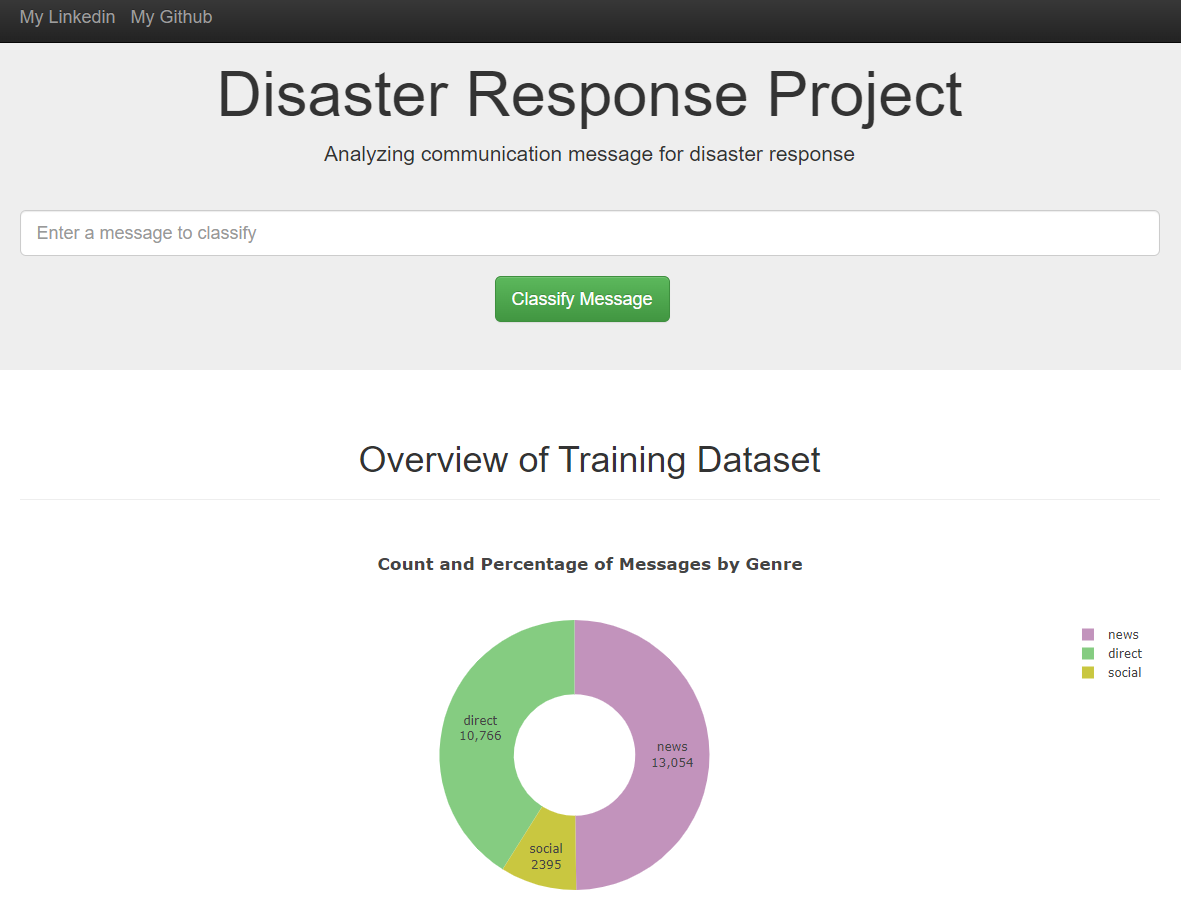 My Linkedin My Github
Disaster Response Project
Analyzing communication message for disaster response
Enter a message to classify
Classify Message
Overview of Training Dataset
Count and Percentage of Messages by Genre
news
direct
social
direct
10,766
news
13,054
social
2395